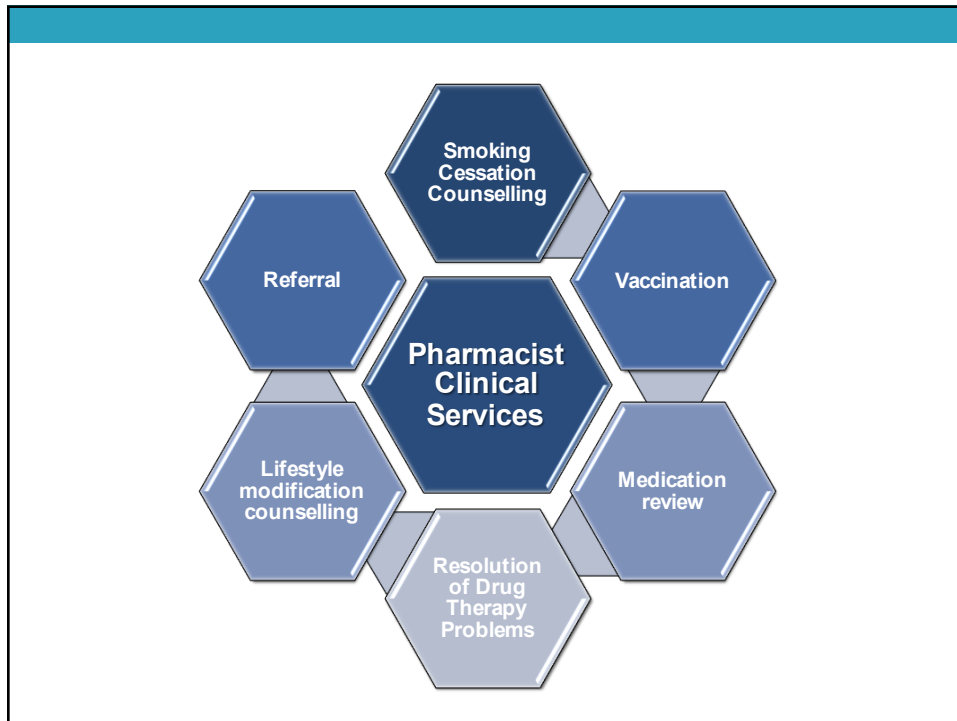 Smoking
Cessation
Counselling
Referral
Vaccination
Pharmacist
Clinical
Services
Lifestyle
modification
counselling
Medication
review
Resolution
of Drug
Therapy
Problems